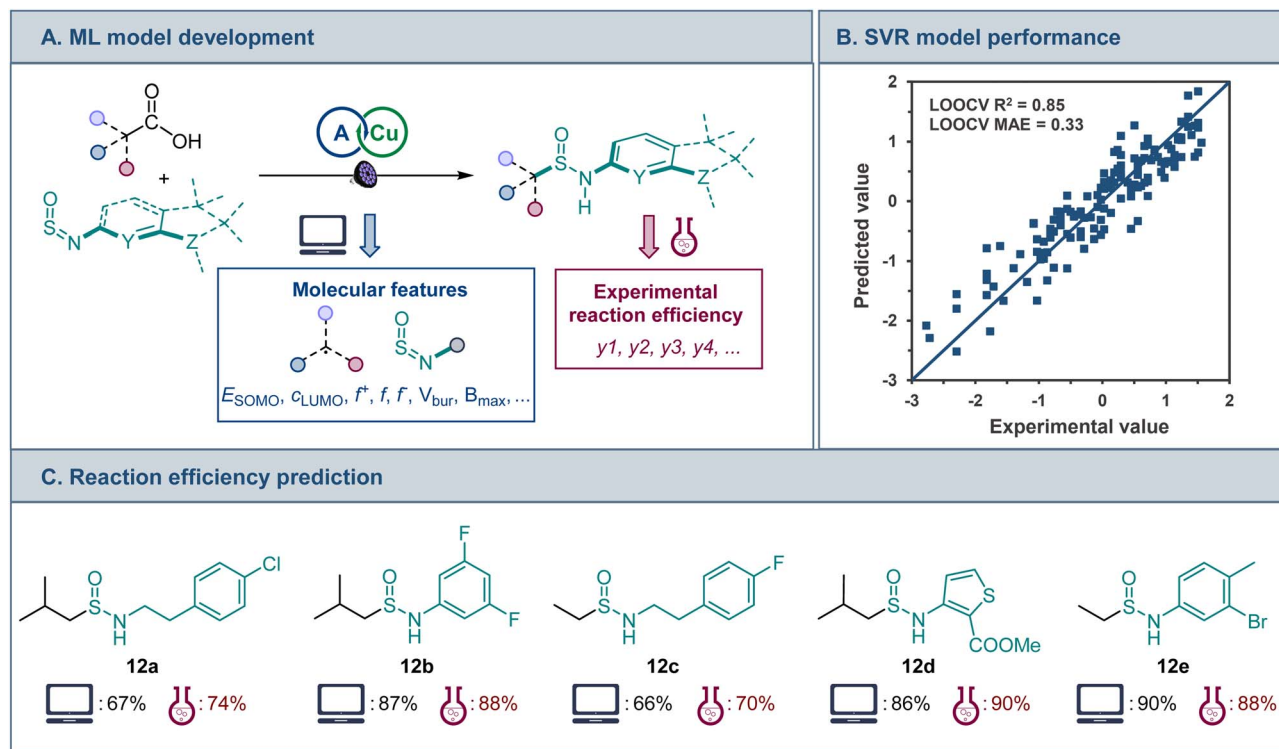 A. ML model development
O
OH
+
O
S
N
Y
Z
A Cu
O
S
N
H
Y
Z
Molecular features
O
S
N
E_SOMO, c_LUMO, f⁺, f, f⁻, V_bur, B_max, ...
Experimental
reaction efficiency
y1, y2, y3, y4, ...
B. SVR model performance
LOOCV R² = 0.85
LOOCV MAE = 0.33
2
1
0
-1
-2
-3
-3 -2 -1 0 1 2
Predicted value
Experimental value
C. Reaction efficiency prediction
O
S
N
H
Cl
12a
: 67% : 74%
O
S
N
H
F
F
12b
: 87% : 88%
O
S
N
H
F
12c
: 66% : 70%
O
S
N
H
S
COOMe
12d
: 86% : 90%
O
S
N
H
Br
12e
: 90% : 88%